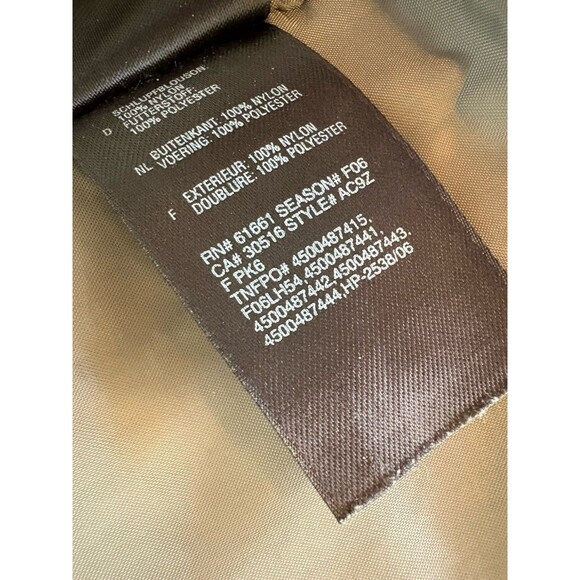 D SCHLUPFBLOUSON:
100% NYLON
FUTTERSTOFF:
100% POLYESTER
NL BUITENKANT: 100% NYLON
VOERING: 100% POLYESTER
F EXTERIEUR: 100% NYLON
DOUBLURE: 100% POLYESTER
RN# 61661 SEASON# F06
CA# 30516 STYLE# AC9Z
F PK6
TNFPO# 4500487415,
F06LH54,4500487441,
4500487442,4500487443.
4500487444,HP-2538/06